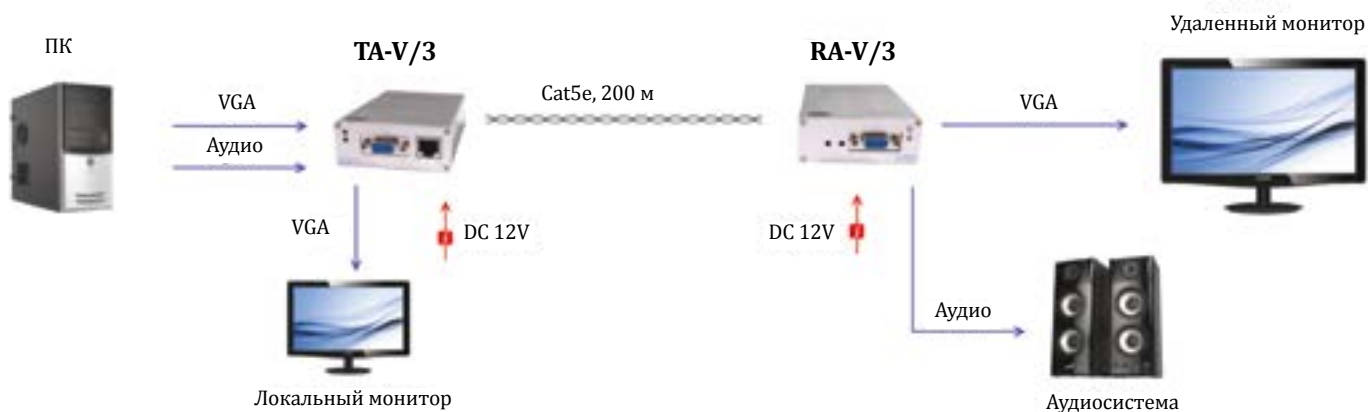 Удаленный монитор
ПК
TA-V/3
RA-V/3
VGA
Аудио
Cat5e, 200 м
VGA
VGA
DC 12V
DC 12V
Аудио
Локальный монитор
Аудиосистема